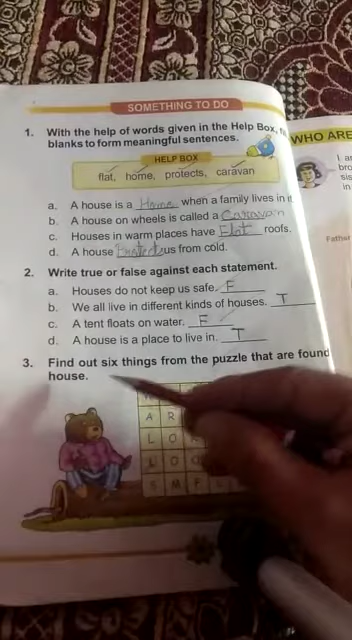 SOMETHING TO DO
1. With the help of words given in the Help Box,
blanks to form meaningful sentences.
HELP BOX
flat, home, protects, caravan
a. A house is a Home when a family lives in
b. A house on wheels is called a Caravan
c. Houses in warm places have Flat roofs.
d. A house Protects us from cold.
2. Write true or false against each statement.
a. Houses do not keep us safe. F
b. We all live in different kinds of houses. T
c. A tent floats on water. F
d. A house is a place to live in. T
3. Find out six things from the puzzle that are found
house.
A R
L O
L O O
S M F
WHO ARE
I a
bro
sis
in
Father